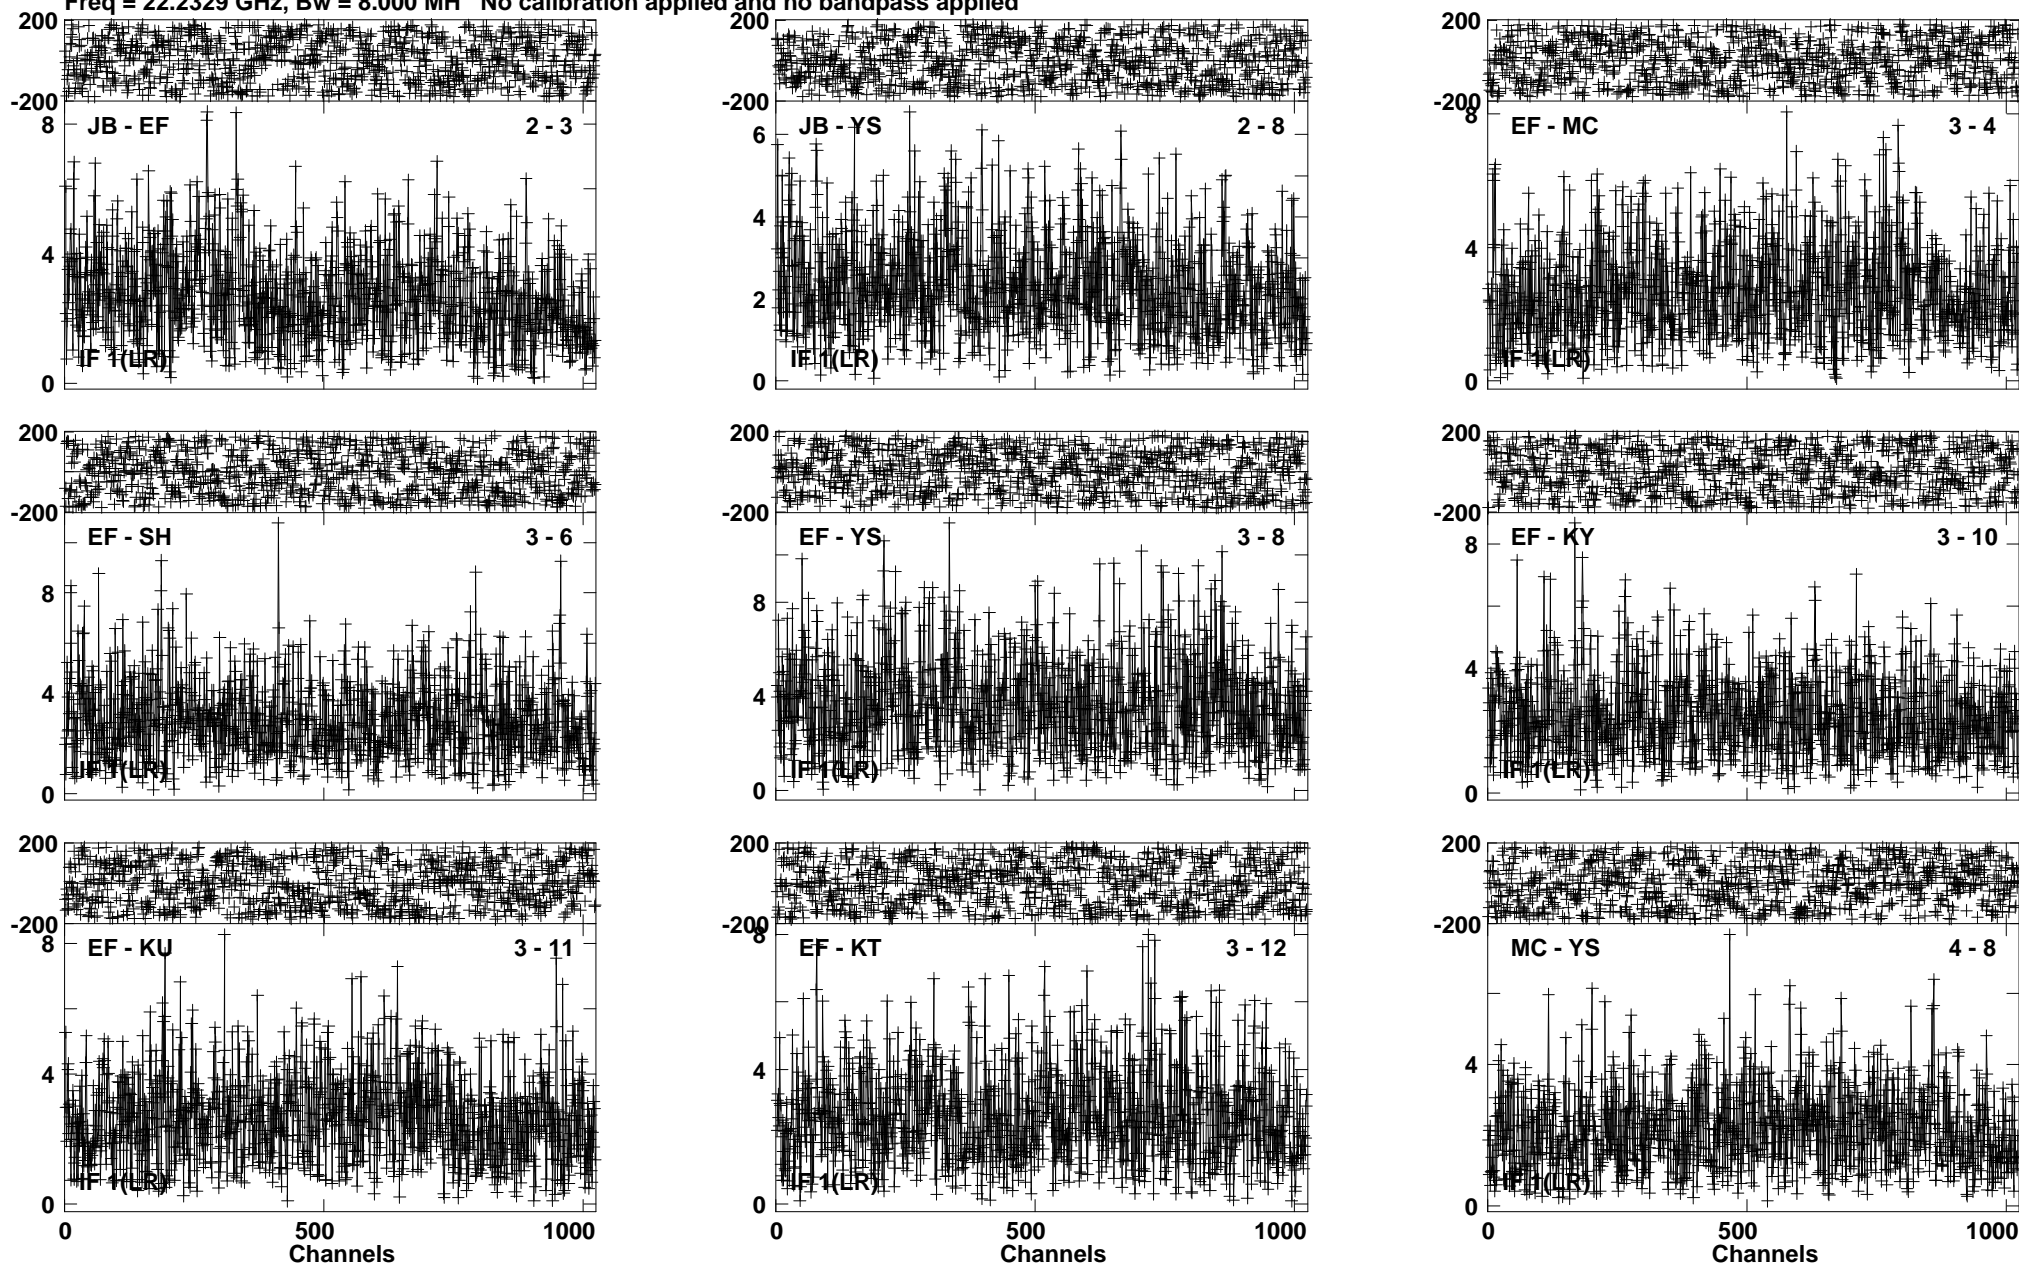 Freq = 22.2329 GHz, Bw = 8.000 MH No calibration applied and no bandpass applied
200
-200
8
4
0
JB - EF
2 - 3
IF 1(LR)
200
-200
6
4
2
0
JB - YS
2 - 8
IF 1(LR)
200
-200
8
4
0
EF - MC
3 - 4
IF 1(LR)
200
-200
8
4
0
EF - SH
3 - 6
IF 1(LR)
200
-200
8
4
0
EF - YS
3 - 8
IF 1(LR)
200
-200
8
4
0
EF - KY
3 - 10
IF 1(LR)
200
-200
8
4
0
EF - KU
3 - 11
IF 1(LR)
0 500 1000
Channels
200
-200
8
4
0
EF - KT
3 - 12
IF 1(LR)
0 500 1000
Channels
200
-200
4
0
MC - YS
4 - 8
IF 1(LR)
0 500 1000
Channels